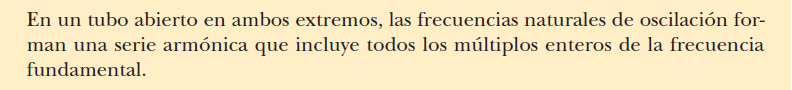 En un tubo abierto en ambos extremos, las frecuencias naturales de oscilación for-
man una serie armónica que incluye todos los múltiplos enteros de la frecuencia
fundamental.